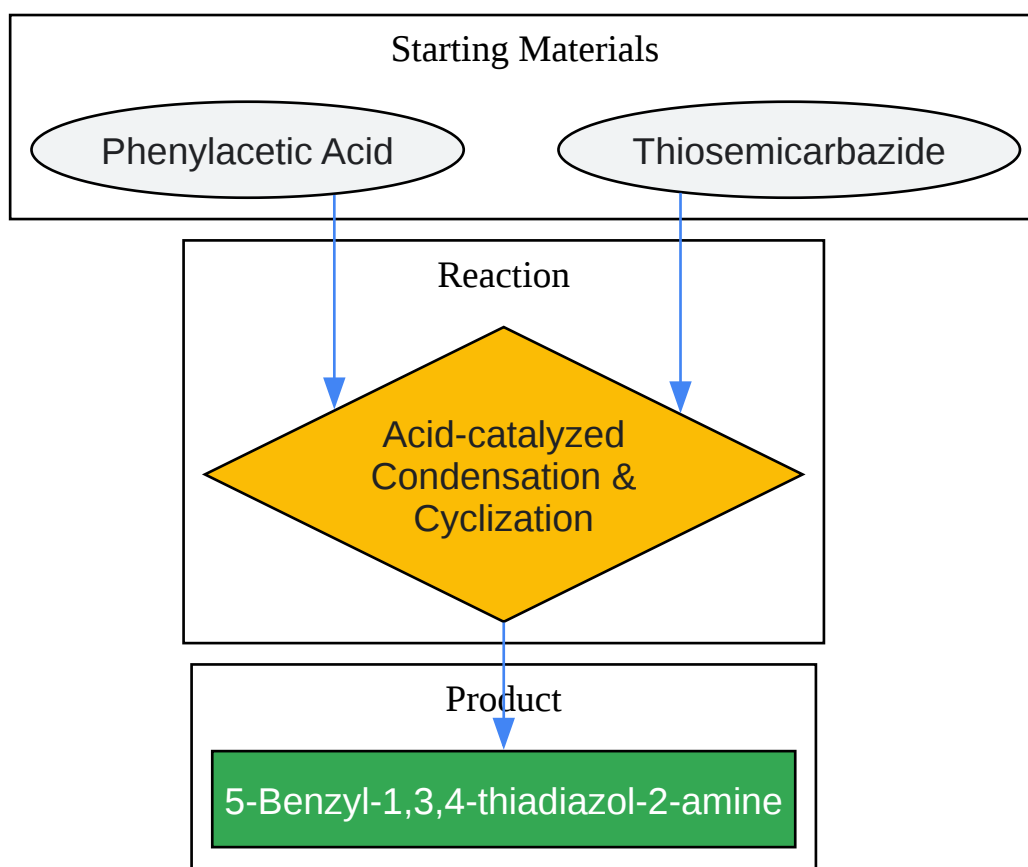 Starting Materials
Phenylacetic Acid
Thiosemicarbazide
Reaction
Acid-catalyzed
Condensation &
Cyclization
Product
5-Benzyl-1,3,4-thiadiazol-2-amine